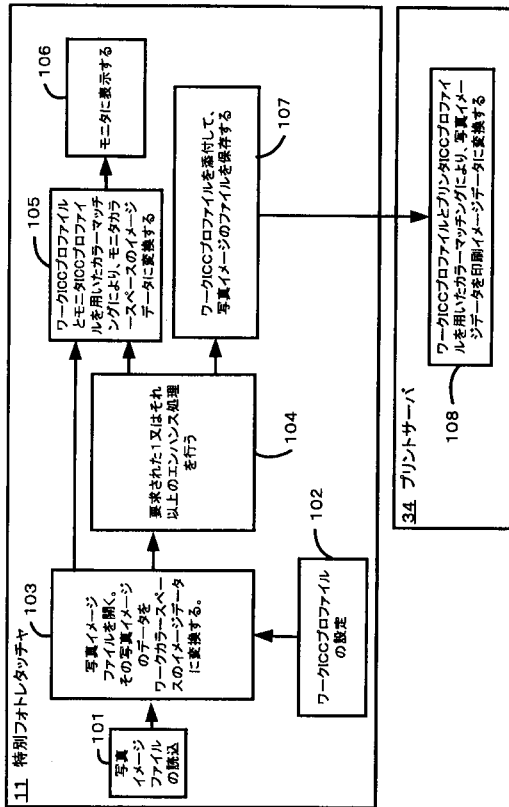 11 特別フォトレタッチャ
101
写真
イメージ
ファイル
の読込
103
写真イメージ
ファイルを開く。
その写真イメージ
のデータを
ワークカラースペー
スのイメージデータ
に変換する。
102
ワークICCプロファイル
の設定
104
要求された1又はそれ
以上のエンハンス処理
を行う
105
ワークICCプロファイル
とモニタICCプロファイ
ルを用いたカラーマッチ
ングにより、モニタカラ
ースペースのイメージ
データに変換する
106
モニタに表示する
107
ワークICCプロファイルを添付して、
写真イメージのファイルを保存する
34 プリントサーバ
108
ワークICCプロファイルとプリンタICCプロファイ
ルを用いたカラーマッチングにより、写真イメー
ジデータを印刷イメージデータに変換する